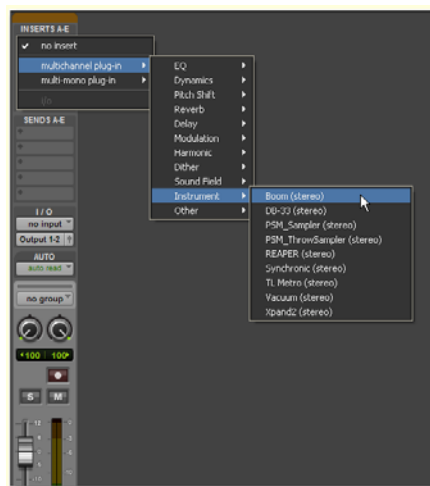 INSERTS A-E
no insert
multichannel plug-in
multi-mono plug-in
i/o
EQ
Dynamics
Pitch Shift
Reverb
Delay
Modulation
Harmonic
Dither
Sound Field
Instrument
Other
Boom (stereo)
DB-33 (stereo)
PSM_Sampler (stereo)
PSM_ThrowSampler (stereo)
REAPER (stereo)
Synchronic (stereo)
TL Metro (stereo)
Vacuum (stereo)
Xpand2 (stereo)
SENDS A-E
I / O
no input
Output 1-2
AUTO
auto read
no group
100 100
S M
12